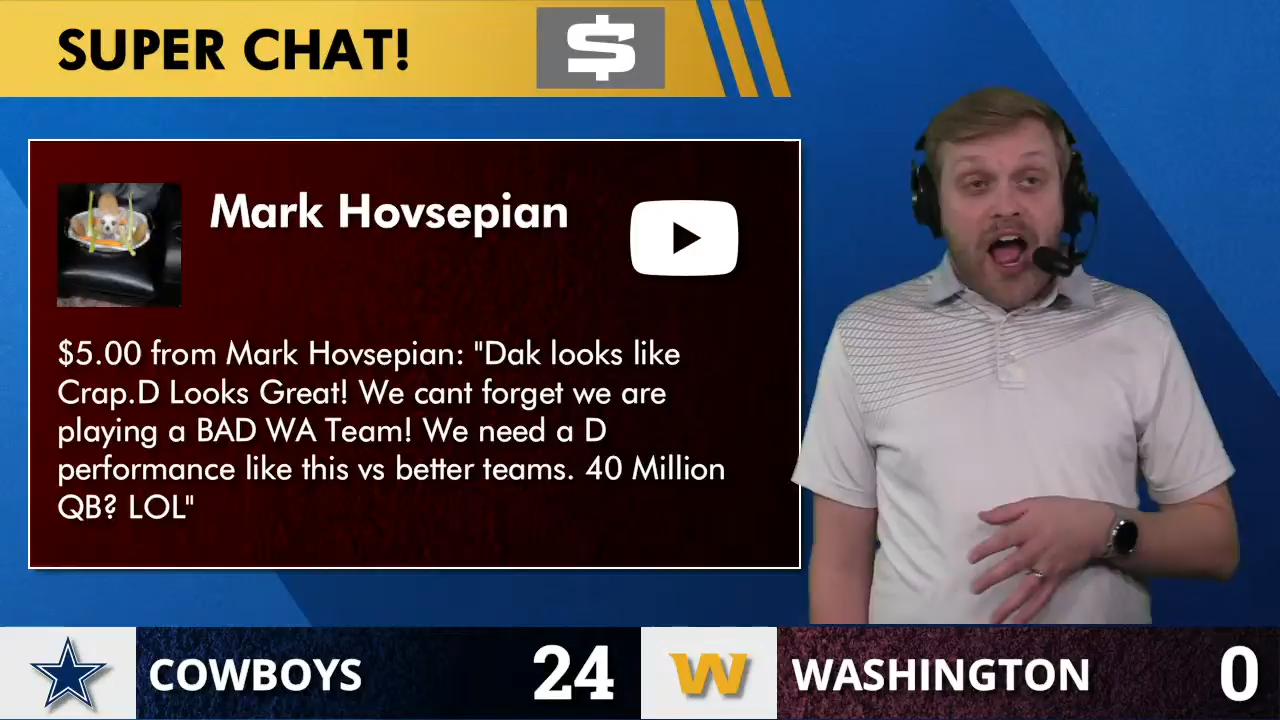 SUPER CHAT!
$
Mark Hovsepian
$5.00 from Mark Hovsepian: "Dak looks like
Crap.D Looks Great! We cant forget we are
playing a BAD WA Team! We need a D
performance like this vs better teams. 40 Million
QB? LOL"
COWBOYS 24 W WASHINGTON 0